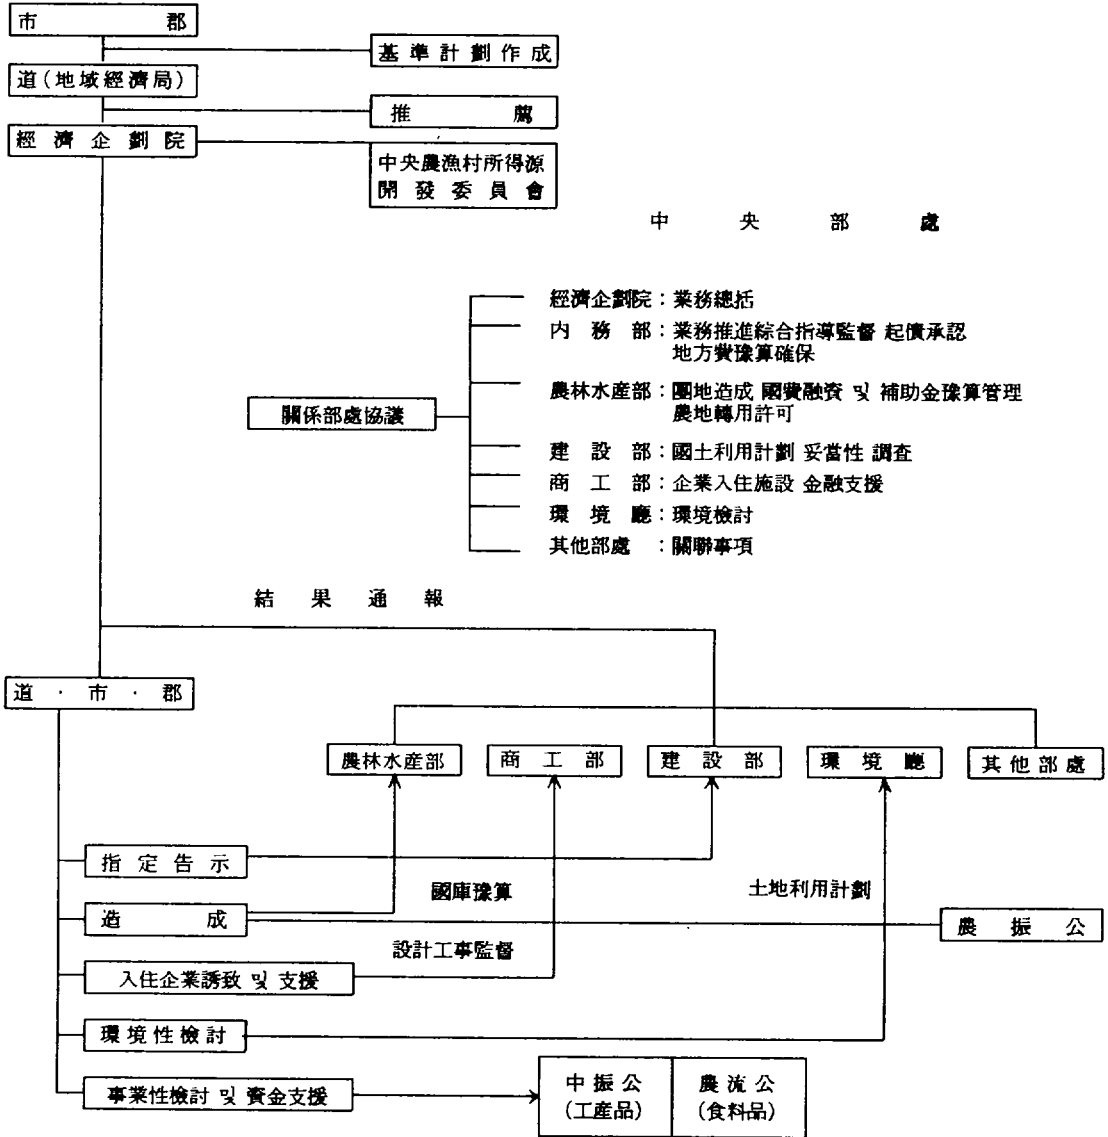 市 郡
基準計劃作成
道(地域經濟局)
推 薦
經濟企劃院
中央農漁村所得源
開發委員會
中 央 部 處
經濟企劃院 : 業務總括
内 務 部 : 業務推進綜合指導監督 起債承認
地方費豫算確保
農林水産部 : 團地造成 國費融資 및 補助金豫算管理
農地轉用許可
關係部處協議
建 設 部 : 國土利用計劃 妥當性 調査
商 工 部 : 企業入住施設 金融支援
環 境 廳 : 環境檢討
其他部處 : 關聯事項
結 果 通 報
道 · 市 · 郡
農林水産部 商工部 建設部 環境廳 其他部處
指定告示
國庫豫算 土地利用計劃
造 成
農振公
設計工事監督
入住企業誘致 및 支援
環境性檢討
事業性檢討 및 資金支援
中振公 農流公
(工産品) (食料品)